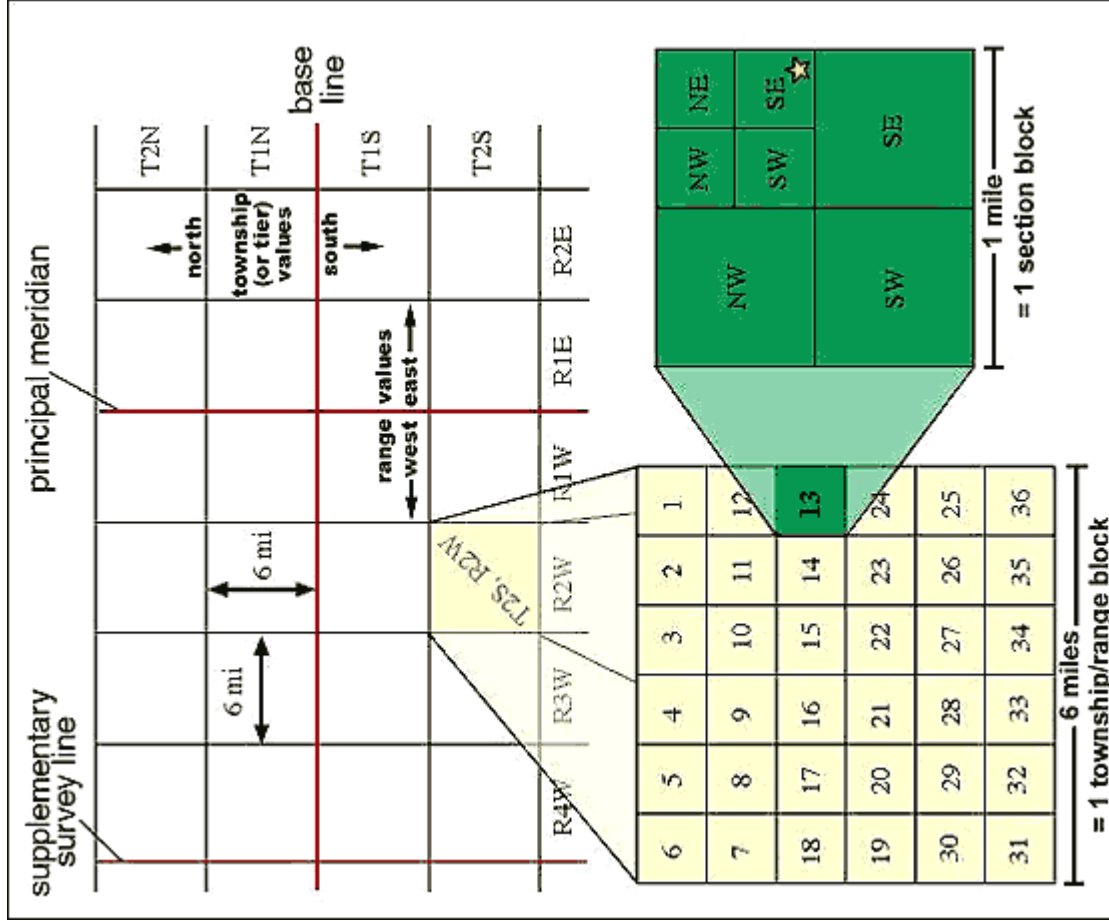 supplementary
survey line
principal meridian
base
line
T2N
T1N
T1S
T2S
north
township
(or tier)
values
south
6 mi
6 mi
range values
west east
T2S, R2W
R4W
R3W
R2W
R1W
R1E
R2E
6 5 4 3 2 1
7 8 9 10 11 12
18 17 16 15 14 13
19 20 21 22 23 24
30 29 28 27 26 25
31 32 33 34 35 36
6 miles
= 1 township/range block
NW
NW NE
SW SE
SW SE
1 mile
= 1 section block